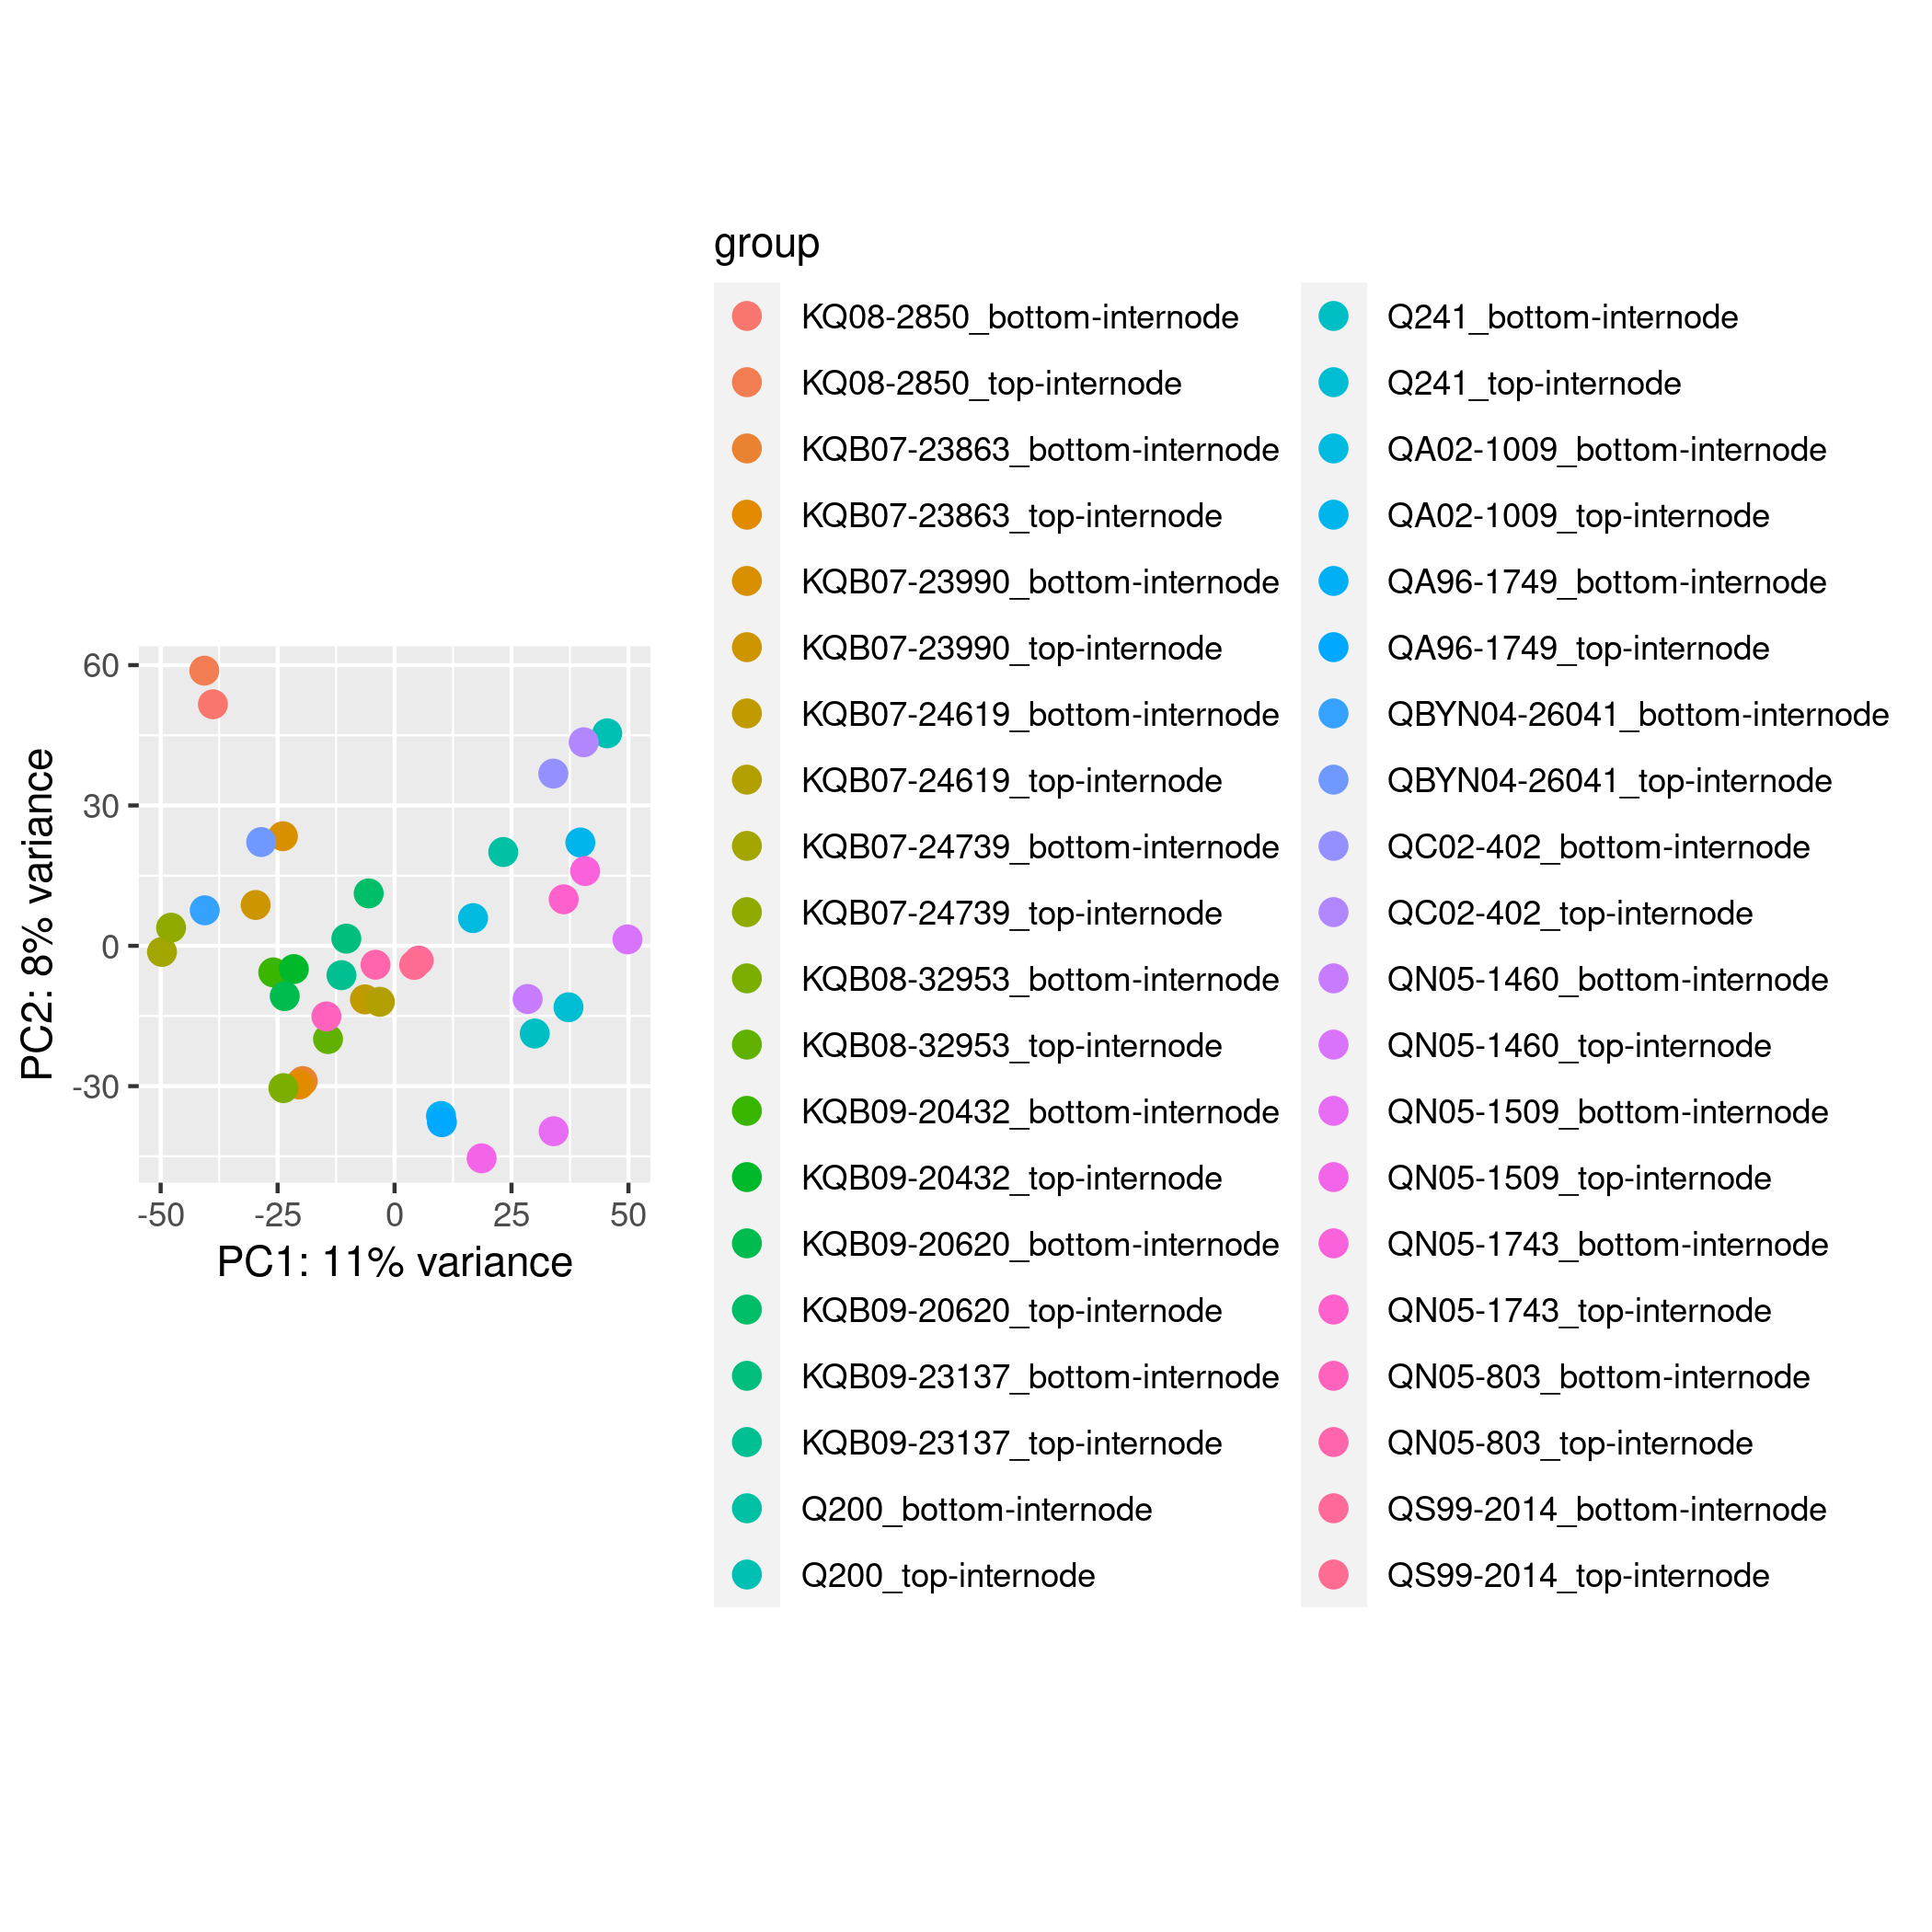 group
KQ08-2850_bottom-internode
KQ08-2850_top-internode
KQB07-23863_bottom-internode
KQB07-23863_top-internode
KQB07-23990_bottom-internode
KQB07-23990_top-internode
KQB07-24619_bottom-internode
KQB07-24619_top-internode
KQB07-24739_bottom-internode
KQB07-24739_top-internode
KQB08-32953_bottom-internode
KQB08-32953_top-internode
KQB09-20432_bottom-internode
KQB09-20432_top-internode
KQB09-20620_bottom-internode
KQB09-20620_top-internode
KQB09-23137_bottom-internode
KQB09-23137_top-internode
Q200_bottom-internode
Q200_top-internode
Q241_bottom-internode
Q241_top-internode
QA02-1009_bottom-internode
QA02-1009_top-internode
QA96-1749_bottom-internode
QA96-1749_top-internode
QBYN04-26041_bottom-internode
QBYN04-26041_top-internode
QC02-402_bottom-internode
QC02-402_top-internode
QN05-1460_bottom-internode
QN05-1460_top-internode
QN05-1509_bottom-internode
QN05-1509_top-internode
QN05-1743_bottom-internode
QN05-1743_top-internode
QN05-803_bottom-internode
QN05-803_top-internode
QS99-2014_bottom-internode
QS99-2014_top-internode
PC2: 8% variance
60
30
0
-30
-50 -25 0 25 50
PC1: 11% variance